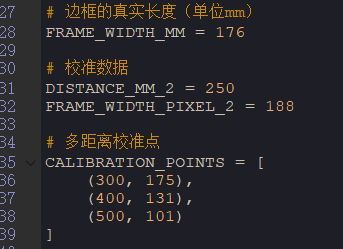 27 # 边框的真实长度（单位mm）
28 FRAME_WIDTH_MM = 176
29
30 # 校准数据
31 DISTANCE_MM_2 = 250
32 FRAME_WIDTH_PIXEL_2 = 188
33
34 # 多距离校准点
35 CALIBRATION_POINTS = [
36     (300, 175),
37     (400, 131),
38     (500, 101)
39 ]